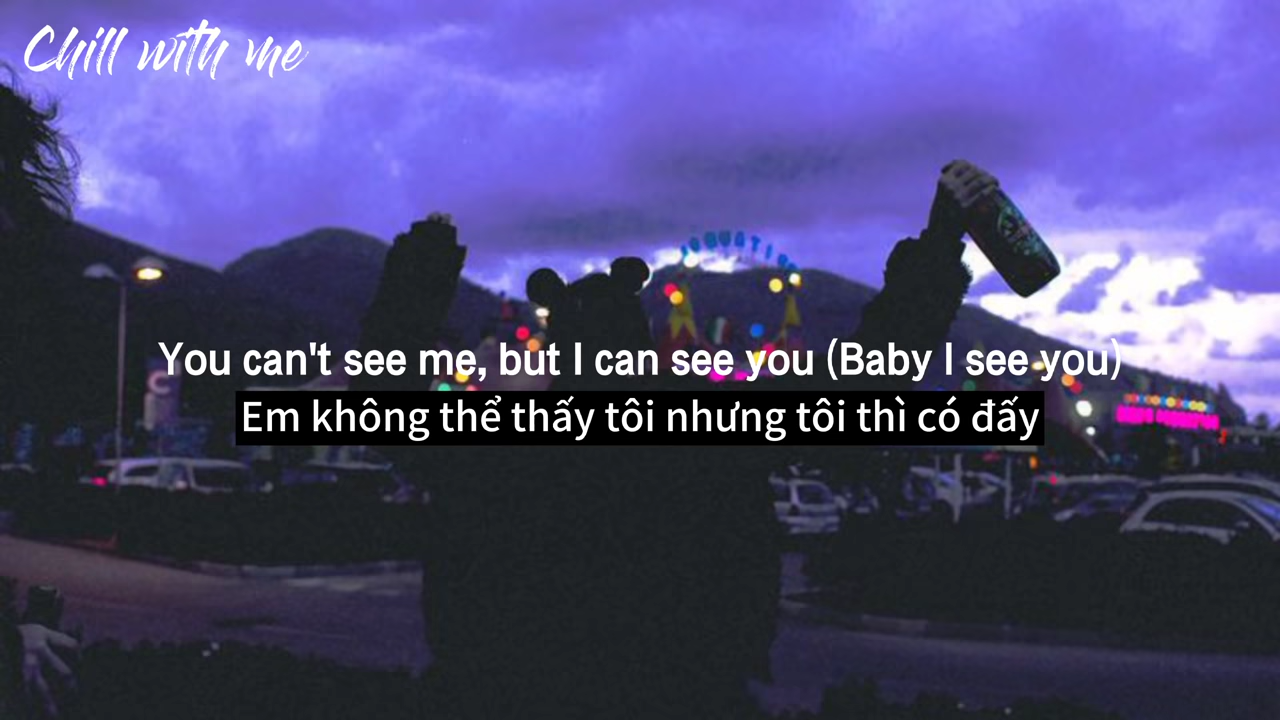 Chill with me
You can't see me, but I can see you (Baby I see you)
Em không thể thấy tôi nhưng tôi thì có đấy